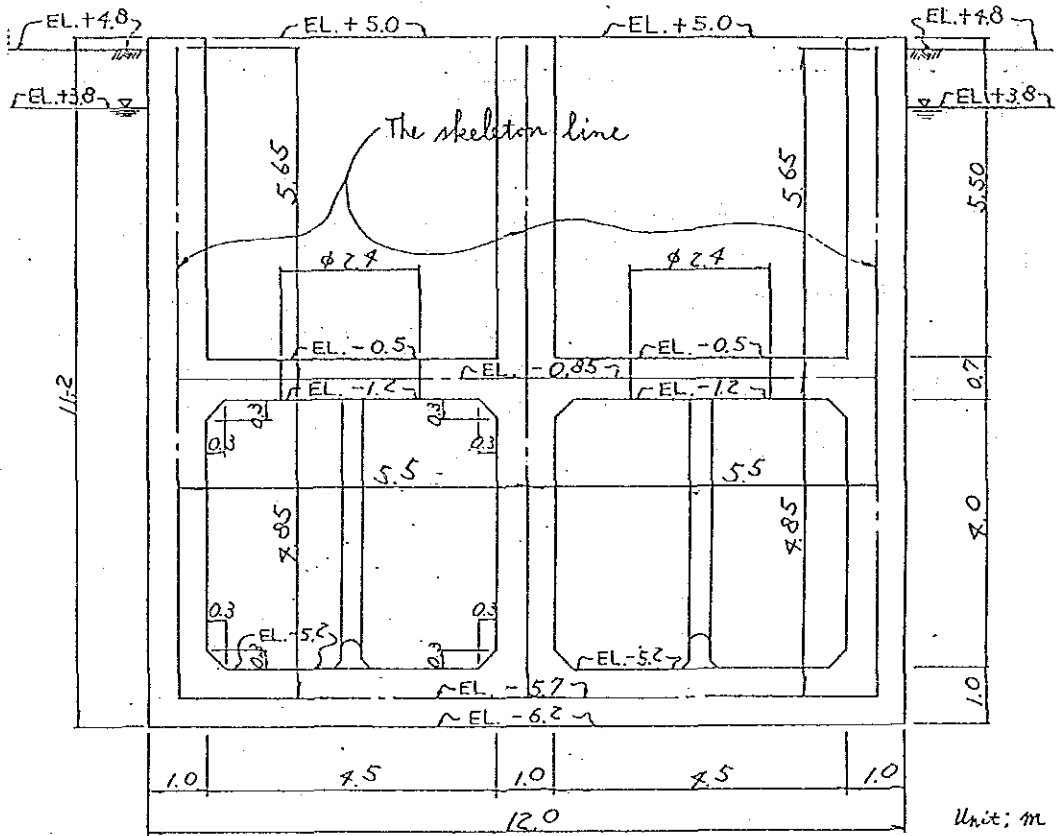 EL.+4.8
EL.+5.0
EL.+5.0
EL.+4.8
EL.+3.8
EL+3.8
The skeleton line
5.65
5.65
5.50
φ2.4
φ2.4
11.2
EL.-0.5
EL.-0.5
EL. -0.85
0.7
EL.-1.2
EL.-1.2
0.3
0.3
0.3
0.3
5.5
5.5
4.85
4.85
4.0
0.3
0.3
EL.-5.2
0.3
0.3
EL.-5.2
EL. -5.7
1.0
EL. -6.2
1.0
4.5
1.0
4.5
1.0
12.0
Unit; m